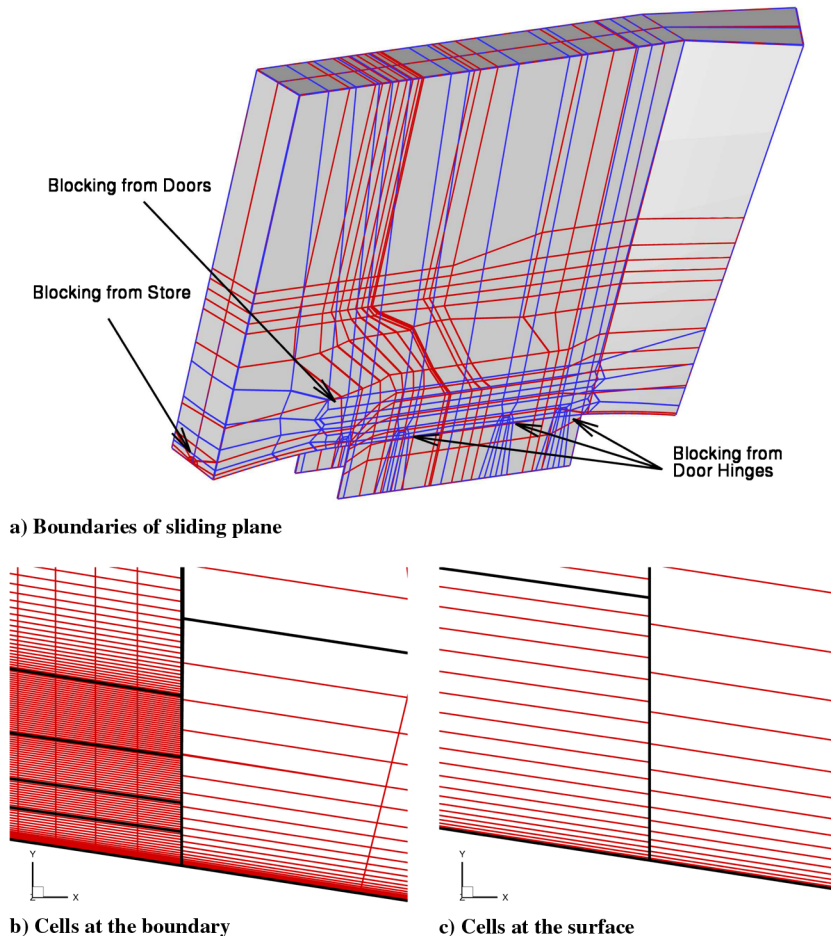 Blocking from Doors
Blocking from Store
Blocking from
Door Hinges
a) Boundaries of sliding plane
Y
Z
X
Y
Z
X
b) Cells at the boundary
c) Cells at the surface